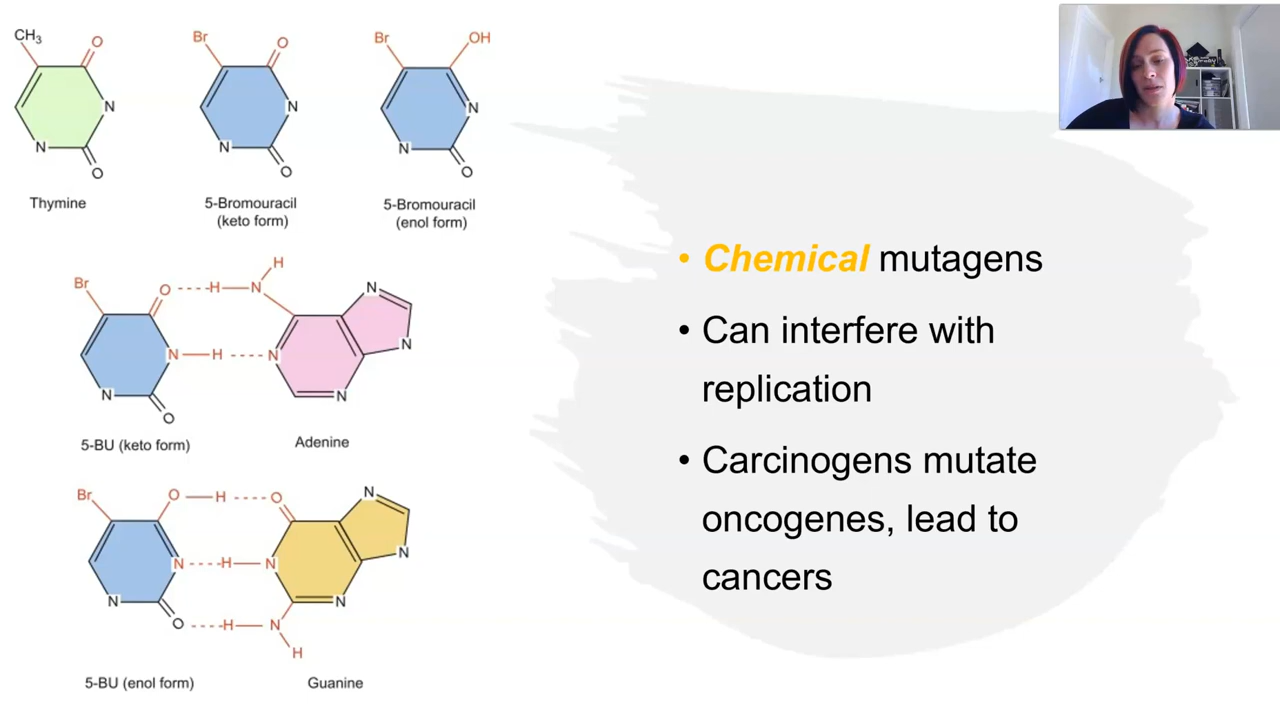 CH₃
O
Br
O
Br
OH
N
N
N
N
N
N
O
O
O
Thymine
5-Bromouracil
(keto form)
5-Bromouracil
(enol form)
Br
O
H
N
H
N
H
N
N
N
N
N
O
5-BU (keto form)
Adenine
Br
O
H
O
N
N
H
N
N
N
N
O
H
N
H
5-BU (enol form)
Guanine
• Chemical mutagens
• Can interfere with
replication
• Carcinogens mutate
oncogenes, lead to
cancers